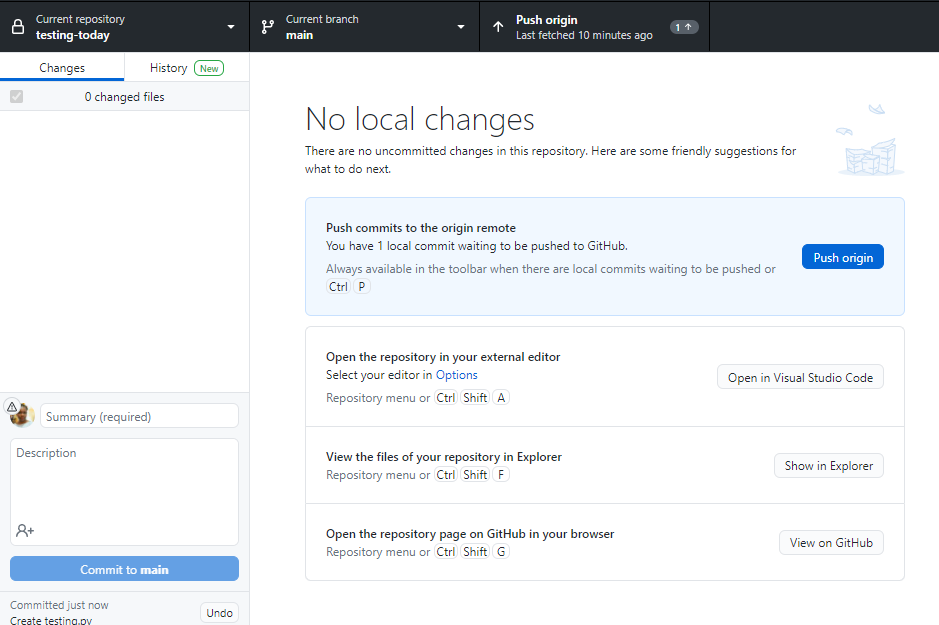 Current repository
testing-today
Current branch
main
Push origin
Last fetched 10 minutes ago
1
Changes
History New
0 changed files
No local changes
There are no uncommitted changes in this repository. Here are some friendly suggestions for
what to do next.
Push commits to the origin remote
You have 1 local commit waiting to be pushed to GitHub.
Always available in the toolbar when there are local commits waiting to be pushed or
Ctrl P
Push origin
Open the repository in your external editor
Select your editor in Options
Repository menu or Ctrl Shift A
Open in Visual Studio Code
View the files of your repository in Explorer
Repository menu or Ctrl Shift F
Show in Explorer
Open the repository page on GitHub in your browser
Repository menu or Ctrl Shift G
View on GitHub
Summary (required)
Description
Commit to main
Committed just now
Create testing.py
Undo